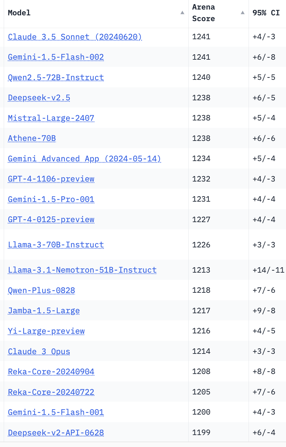 Model Arena Score 95% CI
Claude 3.5 Sonnet (20240620) 1241 +4/-3
Gemini-1.5-Flash-002 1241 +6/-8
Qwen2.5-72B-Instruct 1240 +5/-5
Deepseek-v2.5 1238 +6/-5
Mistral-Large-2407 1238 +5/-4
Athene-70B 1238 +6/-6
Gemini Advanced App (2024-05-14) 1234 +5/-4
GPT-4-1106-preview 1232 +4/-3
Gemini-1.5-Pro-001 1231 +4/-4
GPT-4-0125-preview 1227 +4/-4
Llama-3-70B-Instruct 1226 +3/-3
Llama-3.1-Nemotron-51B-Instruct 1213 +14/-11
Qwen-Plus-0828 1218 +7/-6
Jamba-1.5-Large 1217 +9/-8
Yi-Large-preview 1216 +4/-5
Claude 3 Opus 1214 +3/-3
Reka-Core-20240904 1208 +8/-8
Reka-Core-20240722 1205 +7/-6
Gemini-1.5-Flash-001 1200 +4/-3
Deepseek-v2-API-0628 1199 +6/-4